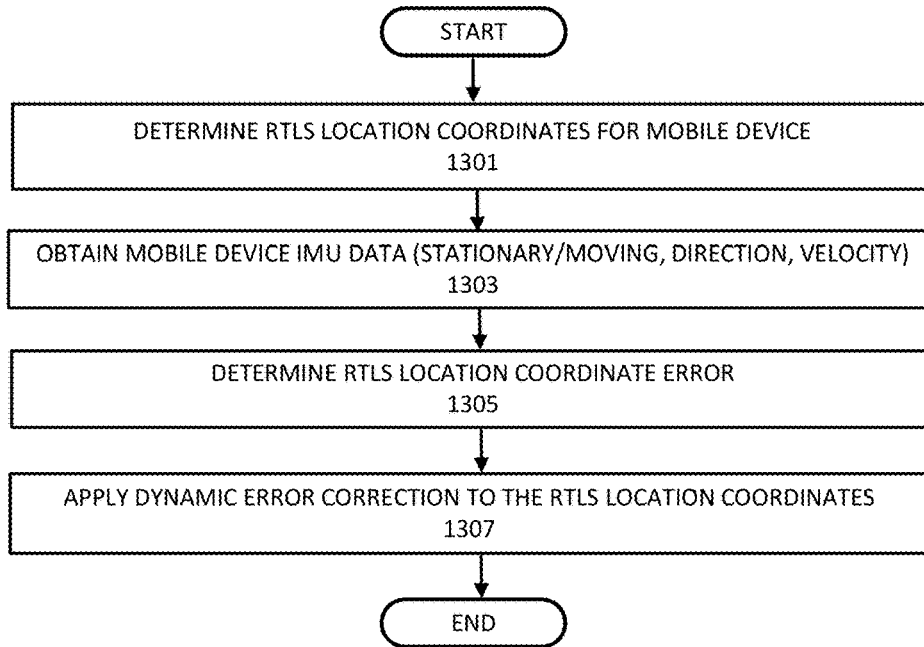 START
DETERMINE RTLS LOCATION COORDINATES FOR MOBILE DEVICE
1301
OBTAIN MOBILE DEVICE IMU DATA (STATIONARY/MOVING, DIRECTION, VELOCITY)
1303
DETERMINE RTLS LOCATION COORDINATE ERROR
1305
APPLY DYNAMIC ERROR CORRECTION TO THE RTLS LOCATION COORDINATES
1307
END